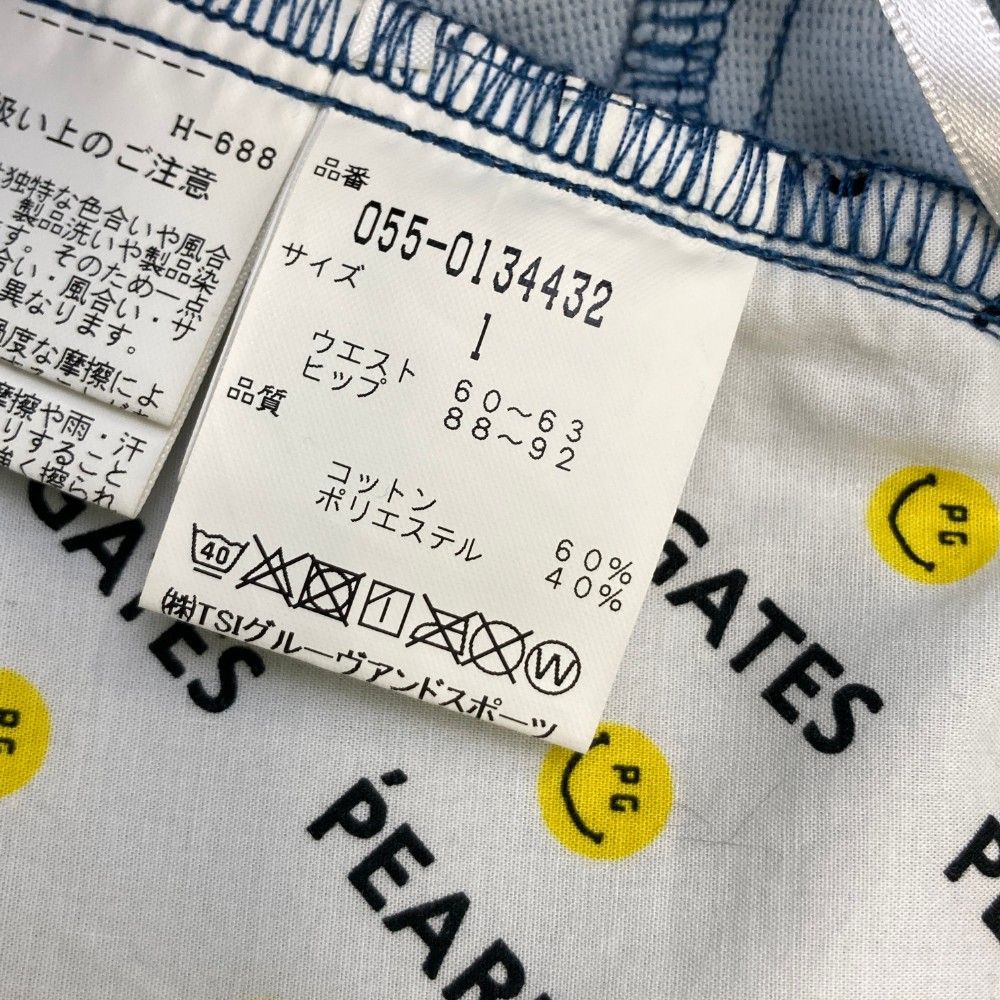 H-688
扱い上のご注意
独特な色合いや風合
製品洗いや製品染
す。そのため一点
合い・風合い・サ
異なります。
過度な摩擦によ
摩擦や雨・汗
りすること
強く擦られ
品番
055-0134432
サイズ
1
ウエスト 60~63
ヒップ 88~92
品質
コットン 60%
ポリエステル 40%
40
W
㈱TSIグルーヴアンドスポーツ
GATES
GATES
PG
PG
PG
PEAR
P